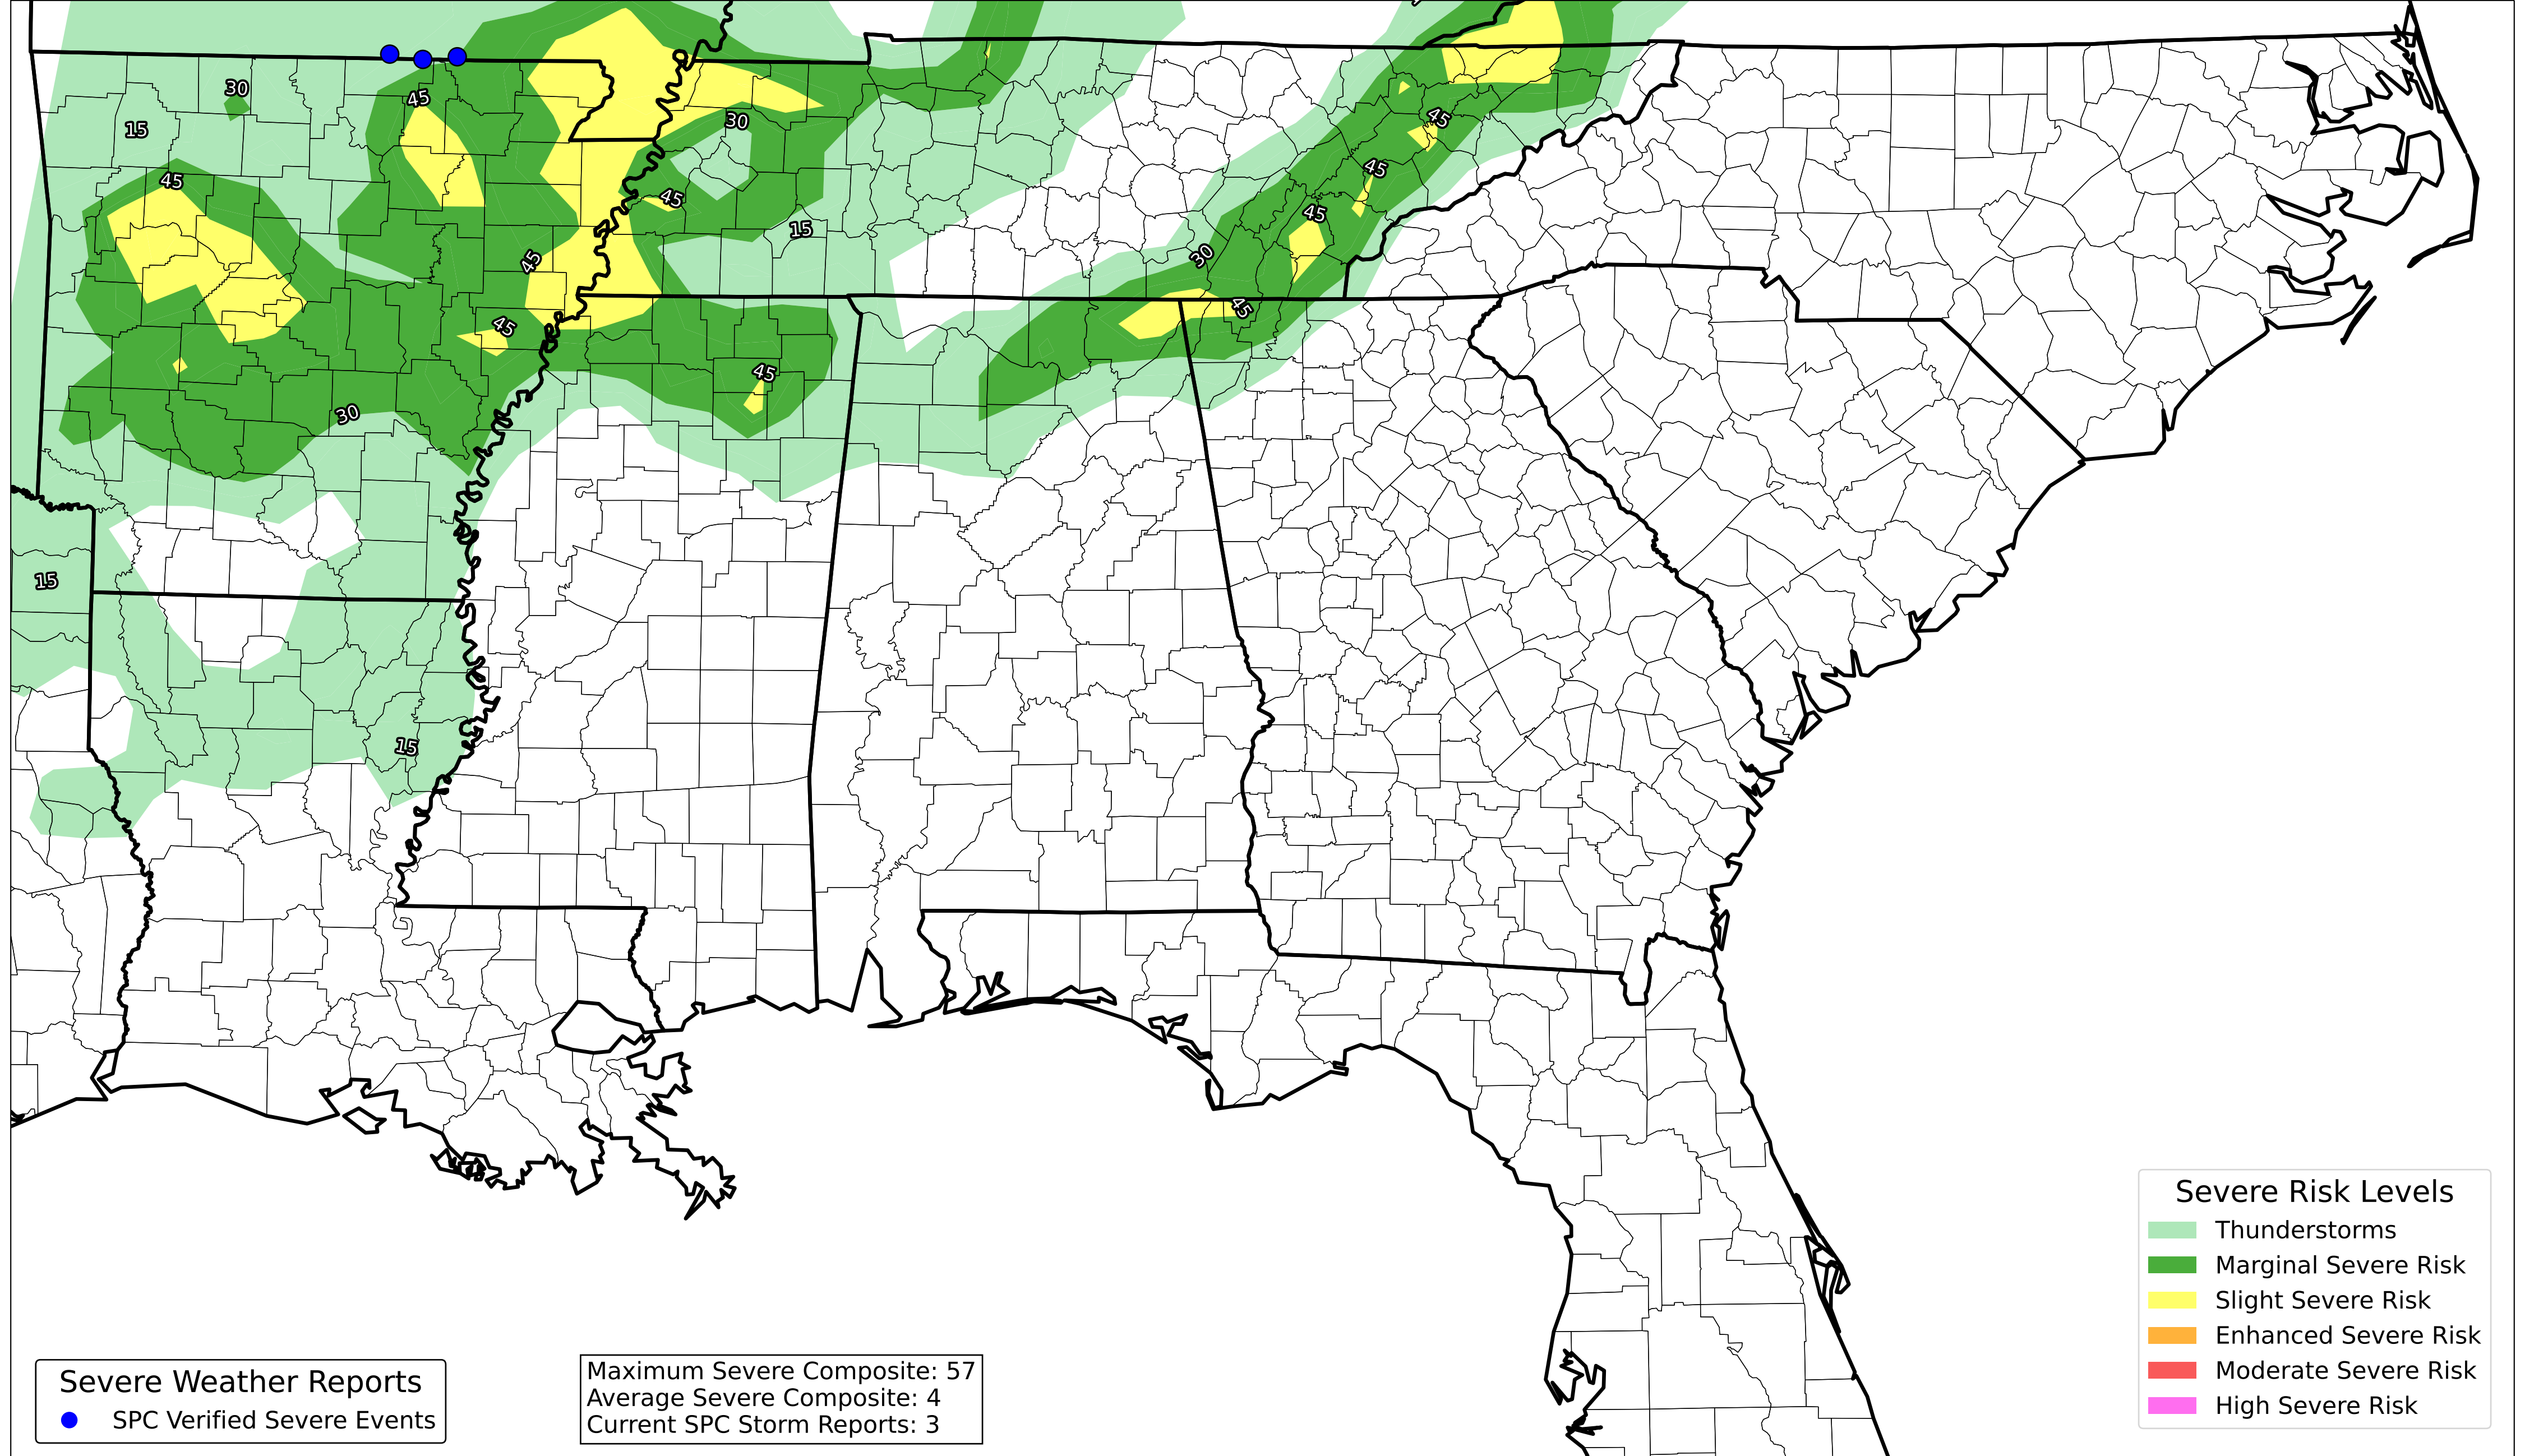 30
45
15
30
45
45
45
45
15
45
30
45
45
45
45
30
15
15
Severe Risk Levels
Thunderstorms
Marginal Severe Risk
Slight Severe Risk
Enhanced Severe Risk
Moderate Severe Risk
High Severe Risk
Severe Weather Reports
SPC Verified Severe Events
Maximum Severe Composite: 57
Average Severe Composite: 4
Current SPC Storm Reports: 3